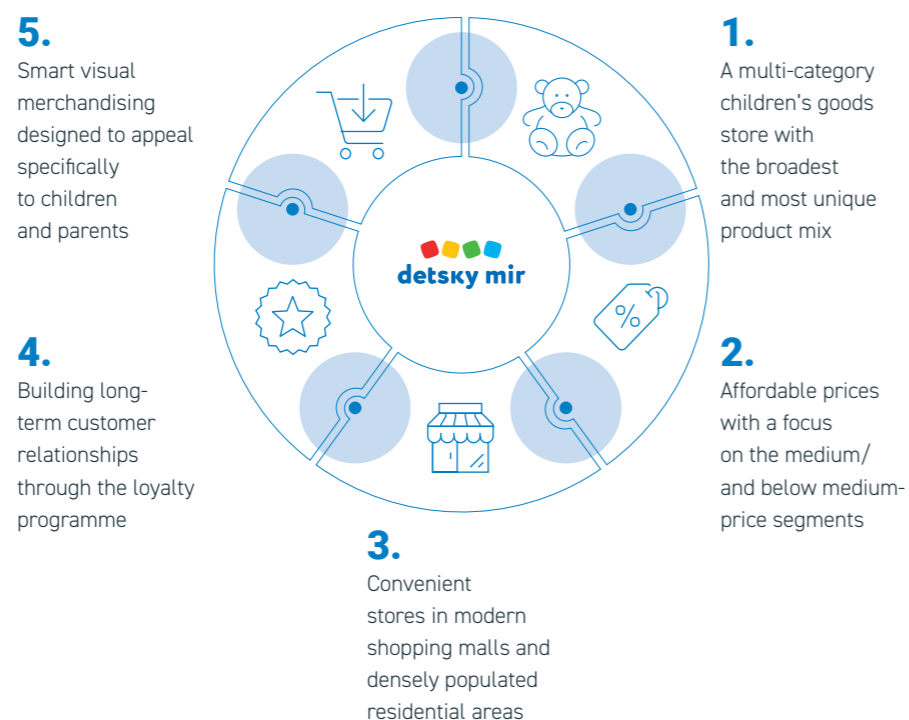 1.
A multi-category
children's goods
store with
the broadest
and most unique
product mix
2.
Affordable prices
with a focus
on the medium/
and below medium-
price segments
3.
Convenient
stores in modern
shopping malls and
densely populated
residential areas
4.
Building long-
term customer
relationships
through the loyalty
programme
5.
Smart visual
merchandising
designed to appeal
specifically
to children
and parents
detsky mir
%